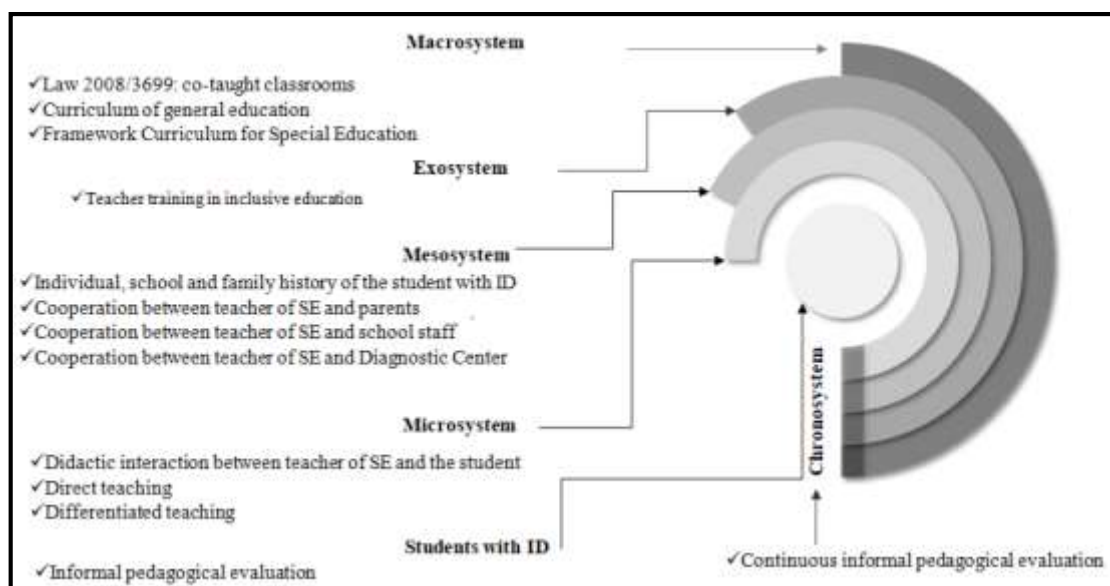 Macrosystem
✓Law 2008/3699: co-taught classrooms
✓Curriculum of general education
✓Framework Curriculum for Special Education
Exosystem
✓Teacher training in inclusive education
Mesosystem
✓Individual, school and family history of the student with ID
✓Cooperation between teacher of SE and parents
✓Cooperation between teacher of SE and school staff
✓Cooperation between teacher of SE and Diagnostic Center
Microsystem
✓Didactic interaction between teacher of SE and the student
✓Direct teaching
✓Differentiated teaching
Students with ID
✓Informal pedagogical evaluation
Chronosystem
✓Continuous informal pedagogical evaluation